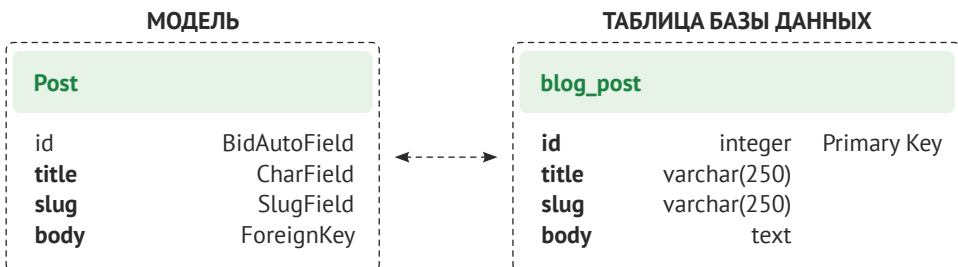 МОДЕЛЬ
Post
id BidAutoField
title CharField
slug SlugField
body ForeignKey
ТАБЛИЦА БАЗЫ ДАННЫХ
blog_post
id integer Primary Key
title varchar(250)
slug varchar(250)
body text